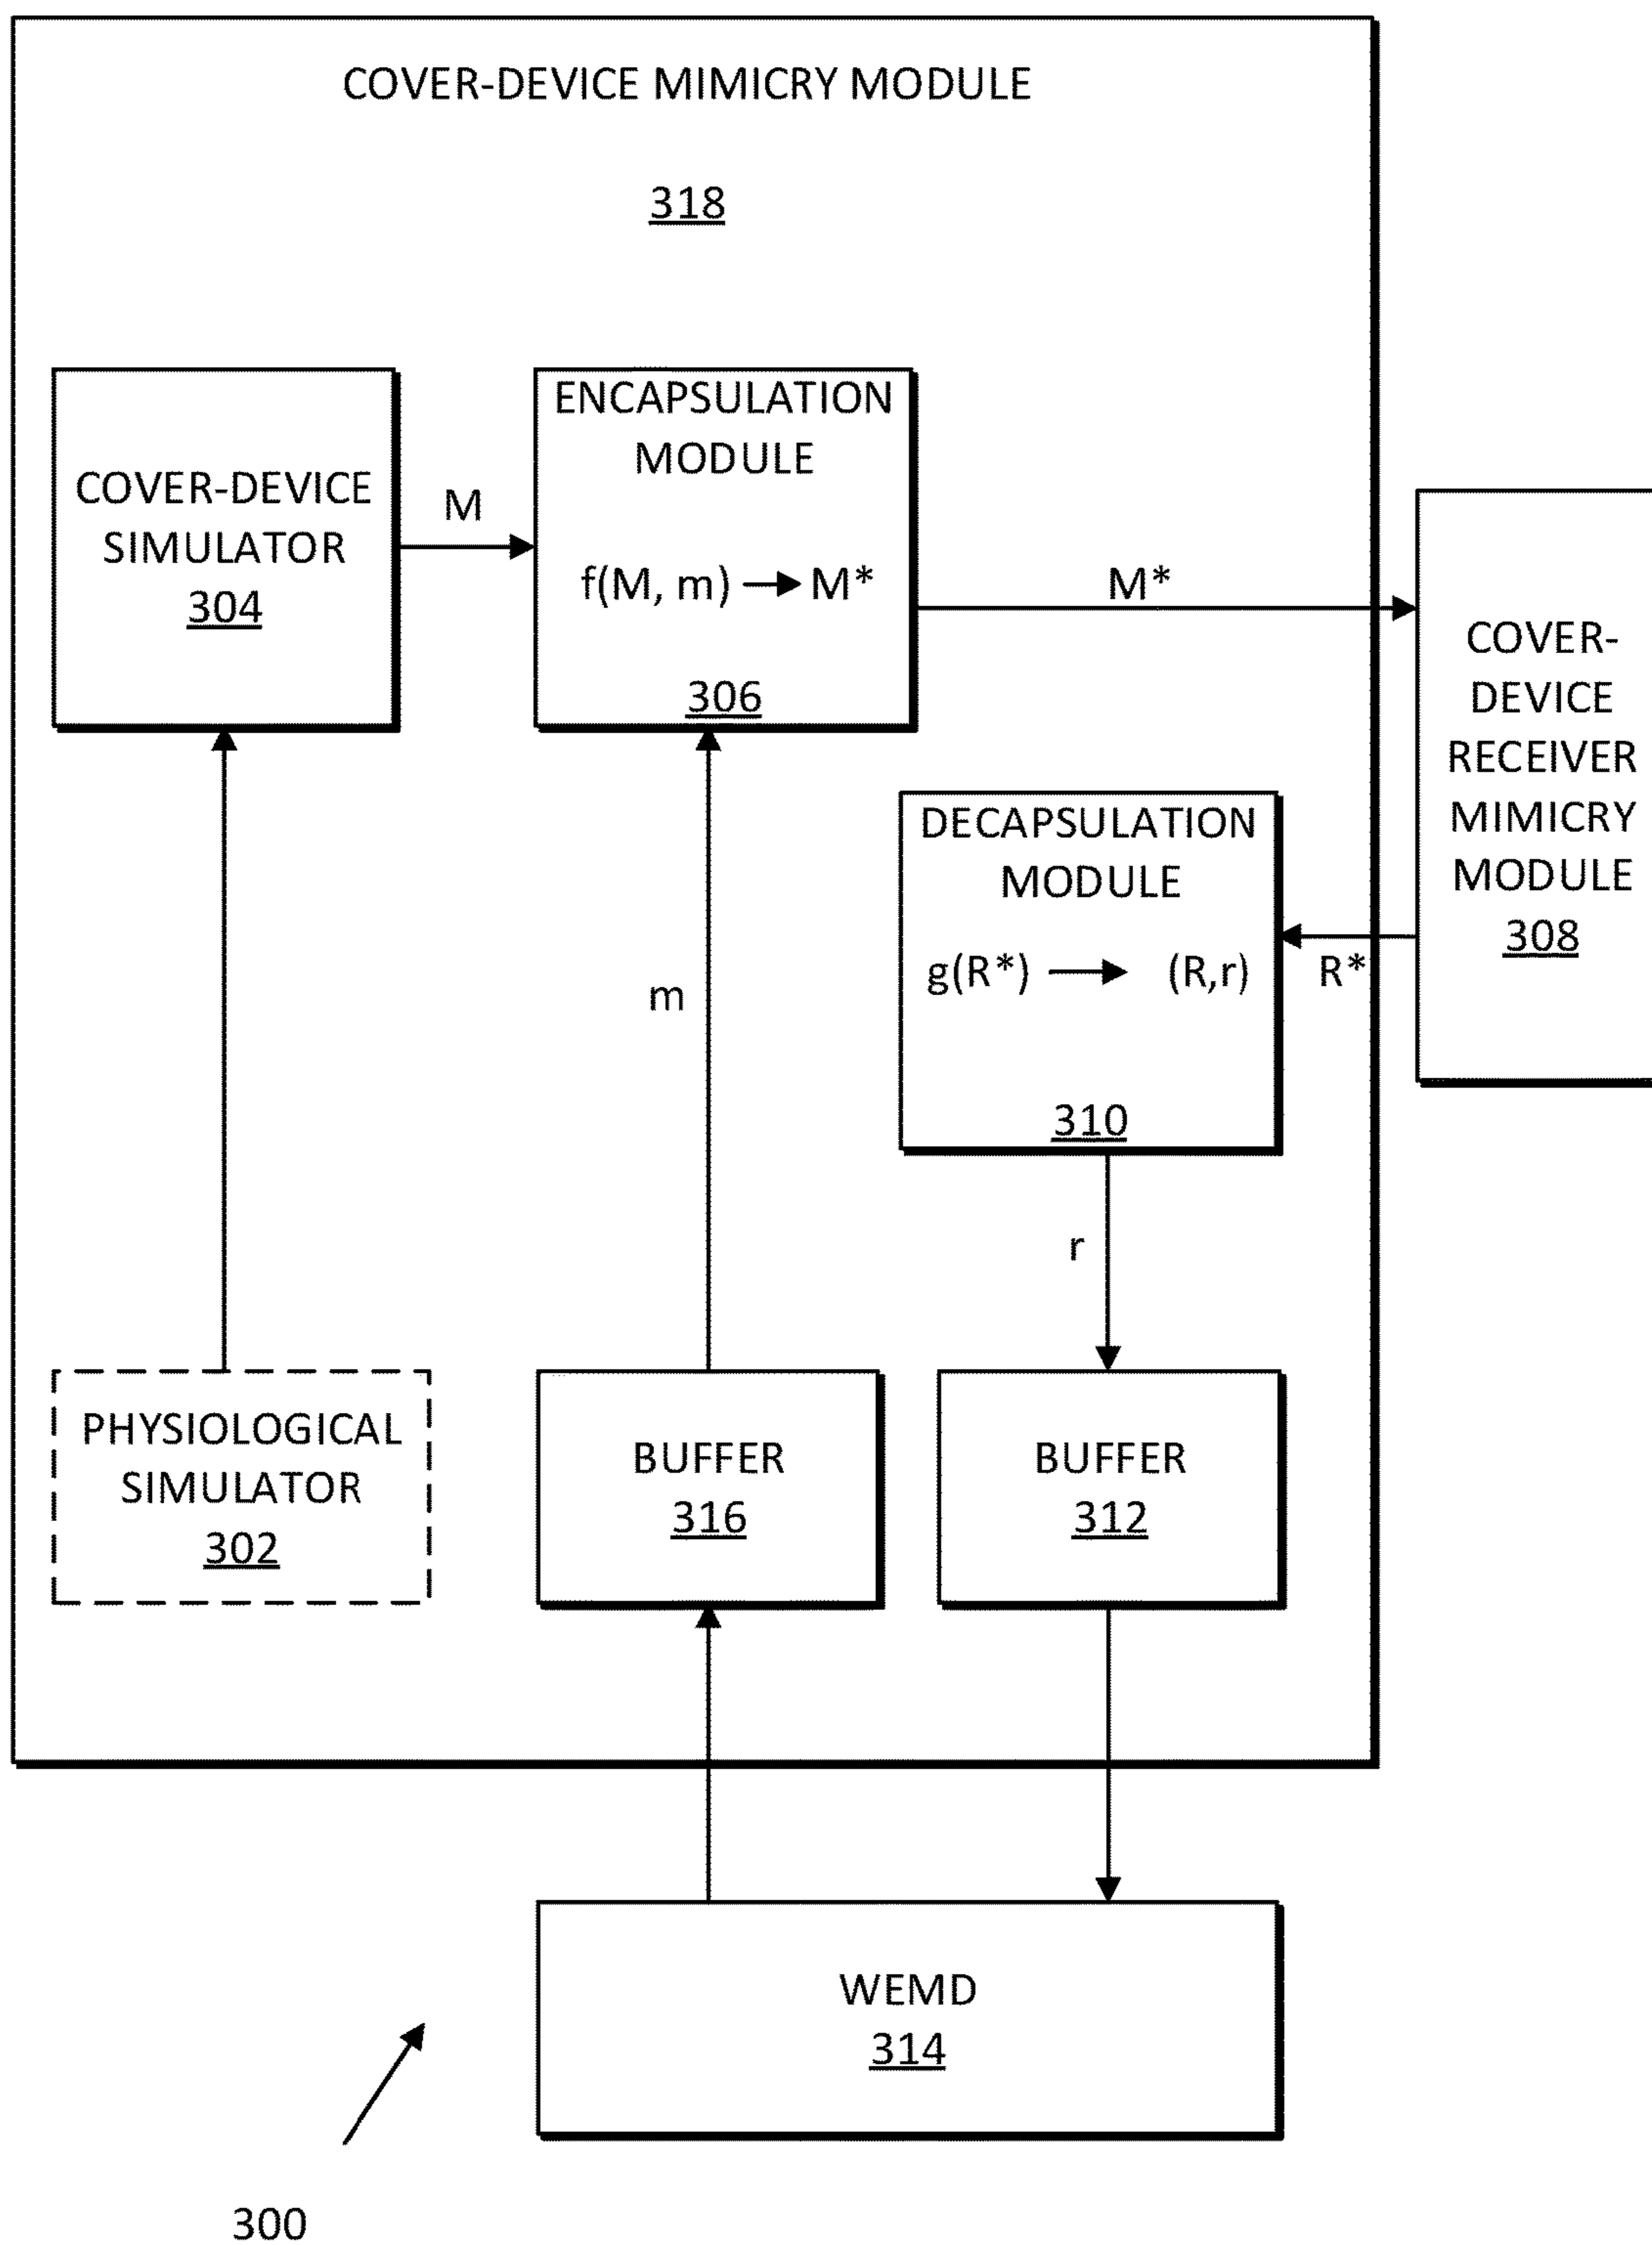 COVER-DEVICE MIMICRY MODULE
318
COVER-DEVICE
SIMULATOR
304
M
ENCAPSULATION
MODULE
f(M, m) → M*
306
M*
COVER-
DEVICE
RECEIVER
MIMICRY
MODULE
308
DECAPSULATION
MODULE
g(R*) → (R,r)
310
R*
m
r
PHYSIOLOGICAL
SIMULATOR
302
BUFFER
316
BUFFER
312
WEMD
314
300